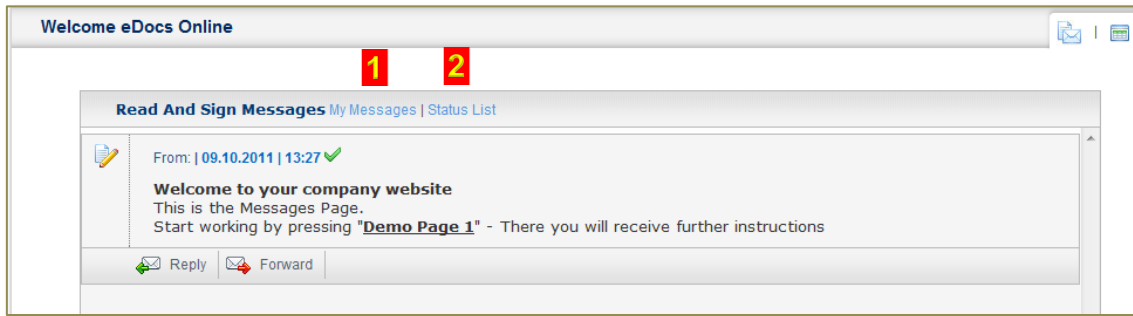 Welcome eDocs Online
|
1 2
Read And Sign Messages My Messages | Status List
From: | 09.10.2011 | 13:27
Welcome to your company website
This is the Messages Page.
Start working by pressing "Demo Page 1" - There you will receive further instructions
Reply Forward